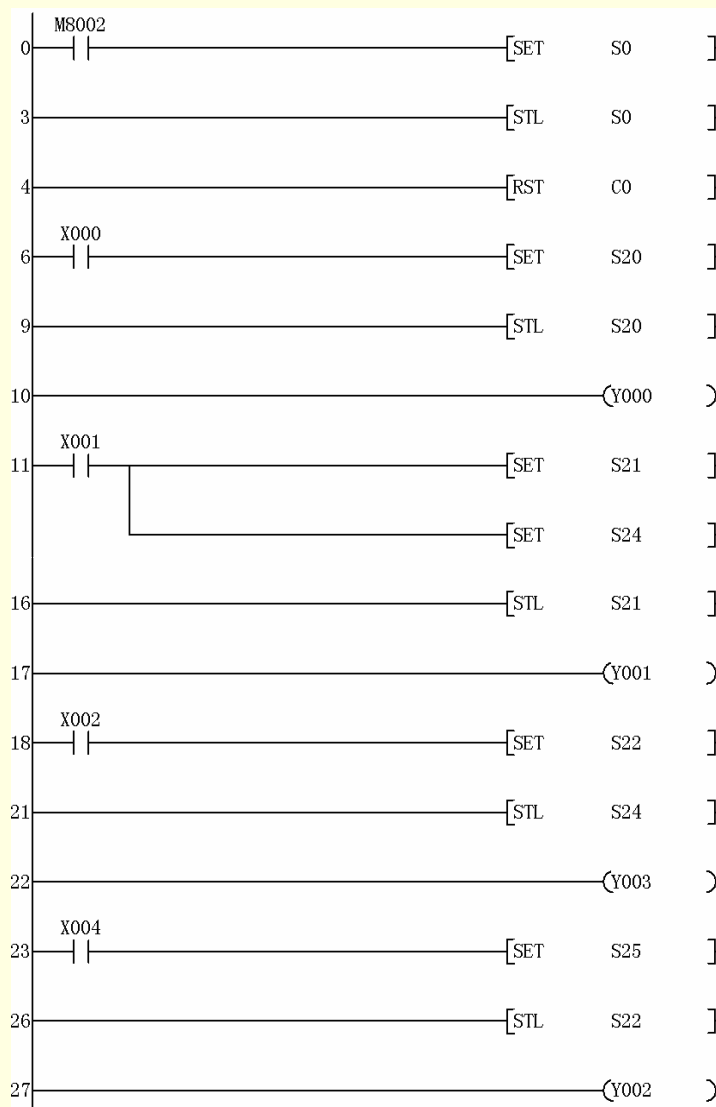 M8002
0 [SET S0 ]
3 [STL S0 ]
4 [RST C0 ]
X000
6 [SET S20 ]
9 [STL S20 ]
10 (Y000 )
X001
11 [SET S21 ]
[SET S24 ]
16 [STL S21 ]
17 (Y001 )
X002
18 [SET S22 ]
21 [STL S24 ]
22 (Y003 )
X004
23 [SET S25 ]
26 [STL S22 ]
27 (Y002 )